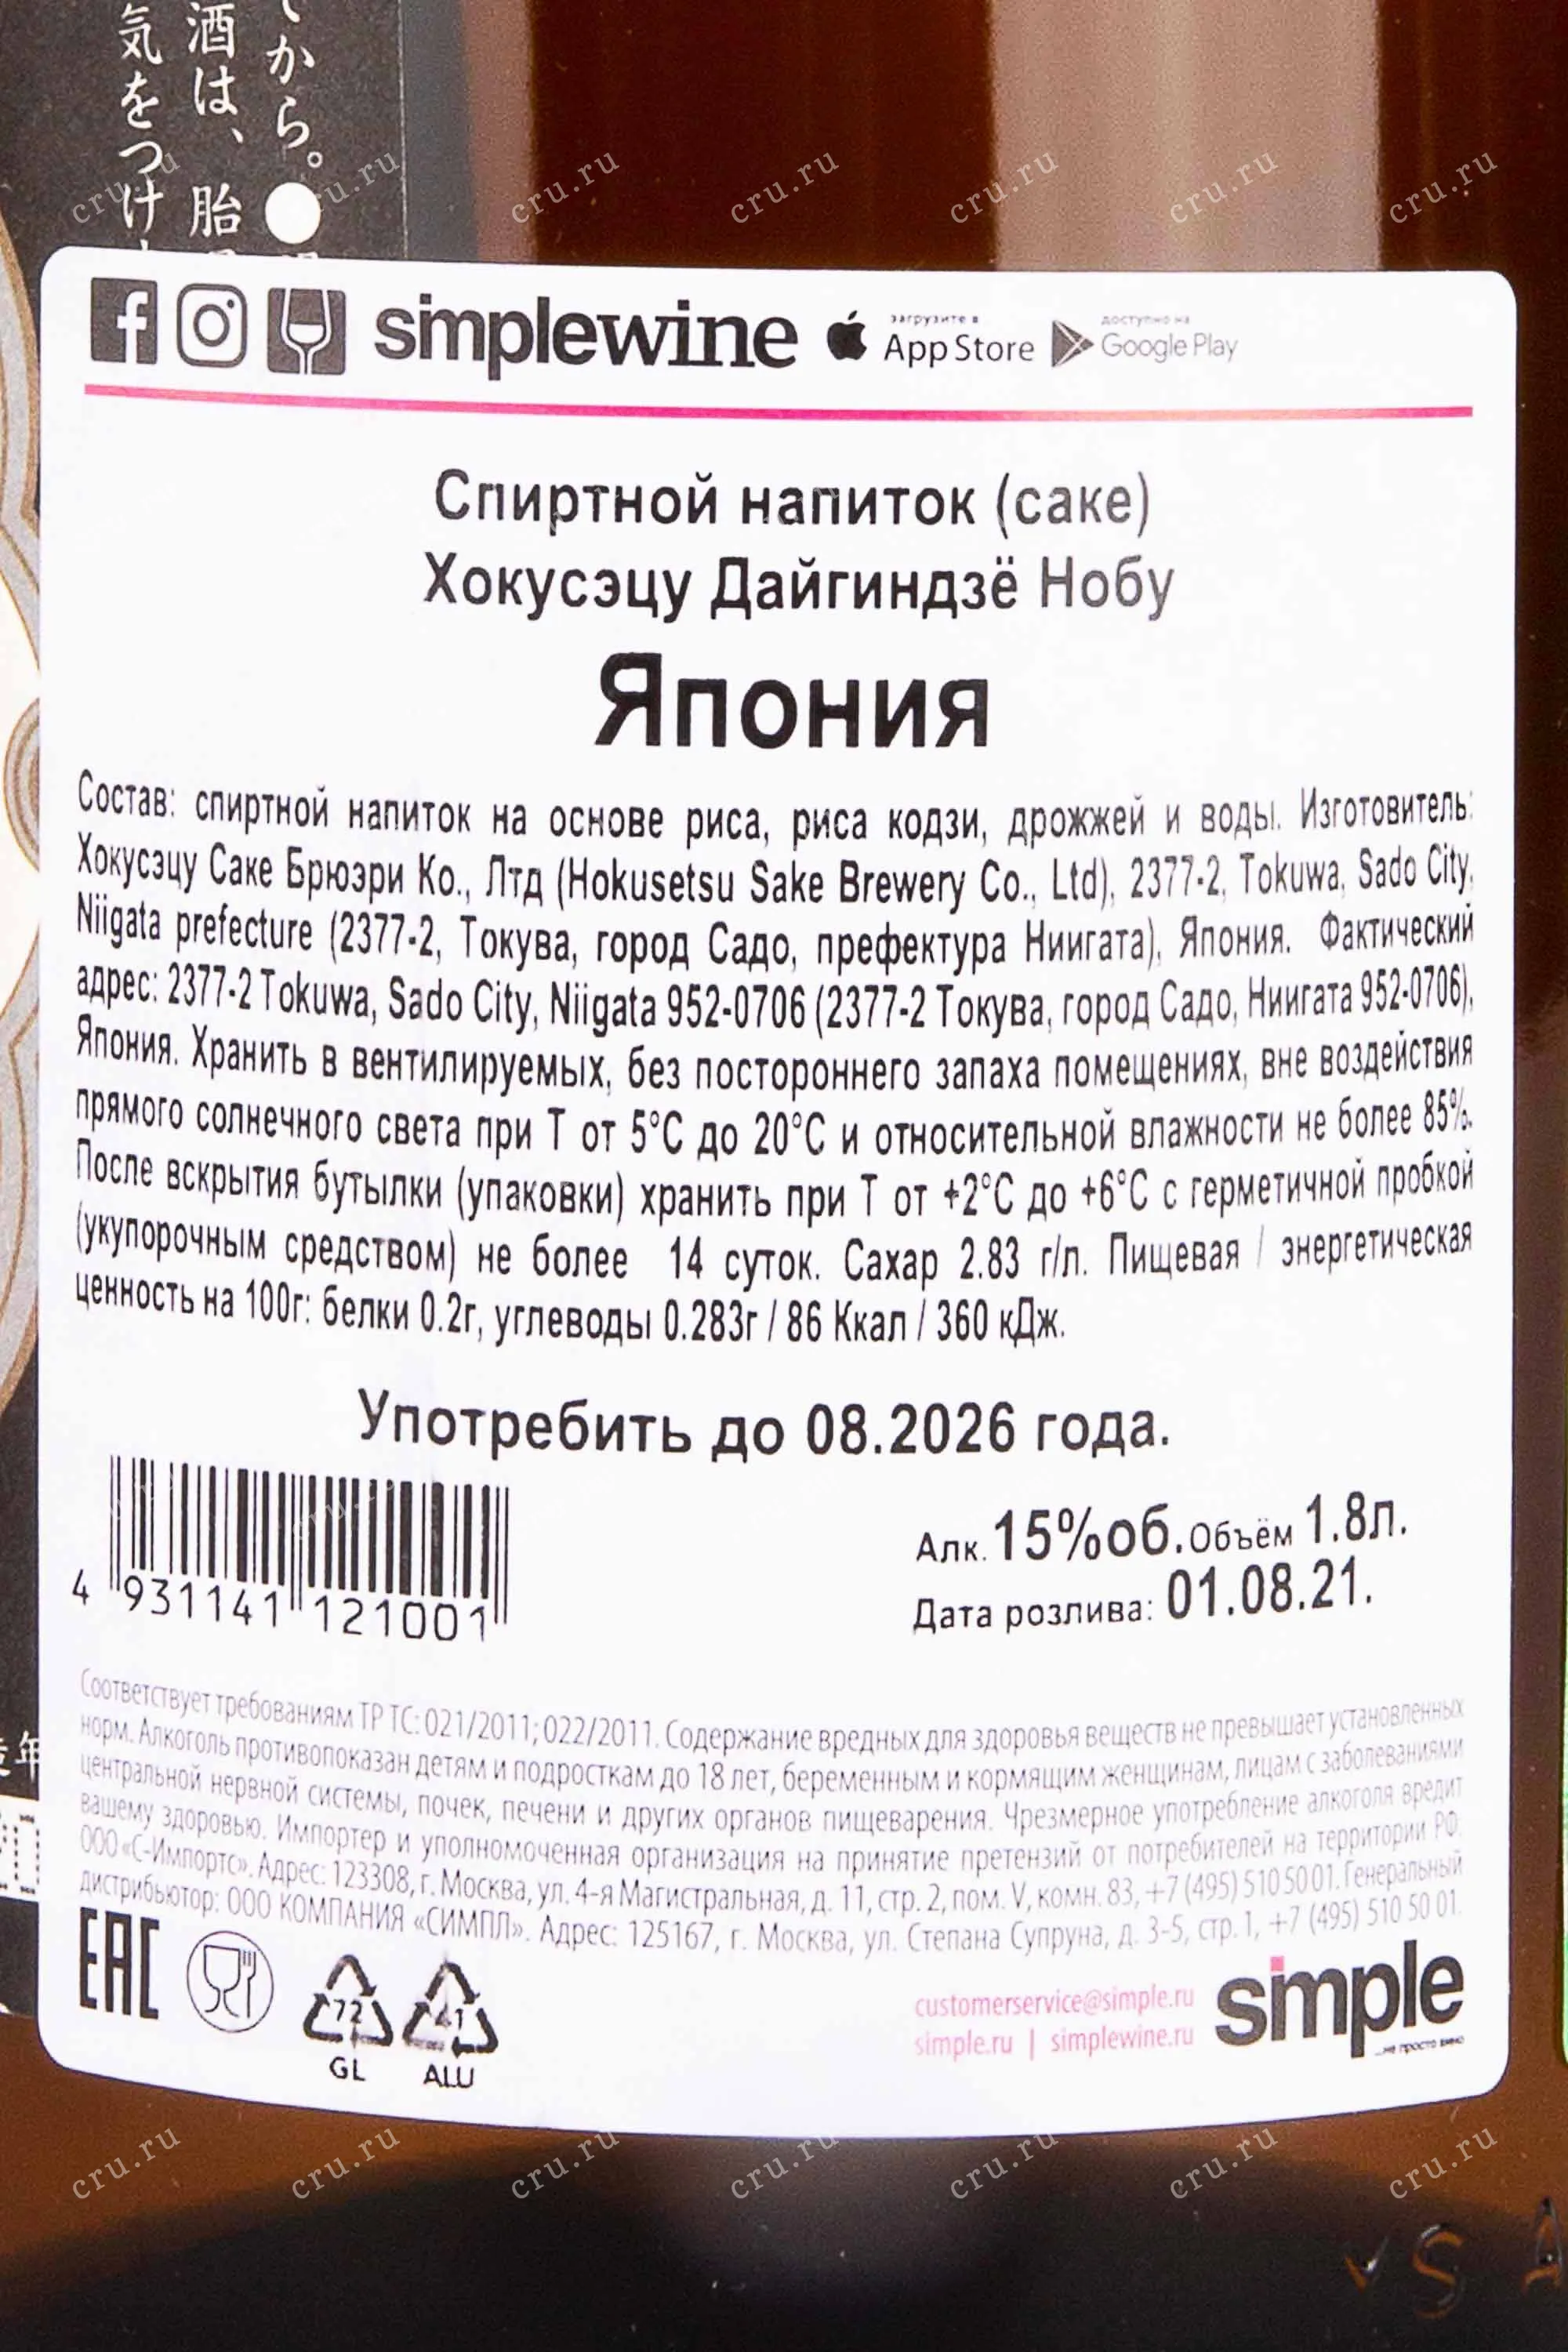 てから。
酒は、胎
気をつけ
simplewine
загрузите в
App Store
доступно на
Google Play
Спиртной напиток (саке)
Хокусэцу Дайгиндзё Нобу
Япония
Состав: спиртной напиток на основе риса, риса кодзи, дрожжей и воды. Изготовитель:
Хокусэцу Саке Брюэри Ко., Лтд (Hokusetsu Sake Brewery Co., Ltd), 2377-2, Tokuwa, Sado City,
Niigata prefecture (2377-2, Токува, город Садо, префектура Ниигата), Япония. Фактический
адрес: 2377-2 Tokuwa, Sado City, Niigata 952-0706 (2377-2 Токува, город Садо, Ниигата 952-0706),
Япония. Хранить в вентилируемых, без постороннего запаха помещениях, вне воздействия
прямого солнечного света при Т от 5°С до 20°С и относительной влажности не более 85%.
После вскрытия бутылки (упаковки) хранить при Т от +2°С до +6°С с герметичной пробкой
(укупорочным средством) не более 14 суток. Сахар 2.83 г/л. Пищевая / энергетическая
ценность на 100г: белки 0.2г, углеводы 0.283г / 86 Ккал / 360 кДж.
Употребить до 08.2026 года.
4 931141 121001
Алк. 15%об. Объём 1.8л.
Дата розлива: 01.08.21.
Соответствует требованиям ТР ТС: 021/2011; 022/2011. Содержание вредных для здоровья веществ не превышает установленных
норм. Алкоголь противопоказан детям и подросткам до 18 лет, беременным и кормящим женщинам, лицам с заболеваниями
центральной нервной системы, почек, печени и других органов пищеварения. Чрезмерное употребление алкоголя вредит
вашему здоровью. Импортер и уполномоченная организация на принятие претензий от потребителей на территории РФ:
ООО «С-Импортс». Адрес: 123308, г. Москва, ул. 4-я Магистральная, д. 11, стр. 2, пом. V, комн. 83, +7 (495) 510 50 01. Генеральный
дистрибьютор: ООО КОМПАНИЯ «СИМПЛ». Адрес: 125167, г. Москва, ул. Степана Супруна, д. 3-5, стр. 1, +7 (495) 510 50 01.
EAC
72
GL
41
ALU
customerservice@simple.ru
simple.ru | simplewine.ru
simple
...не просто вино
cru.ru